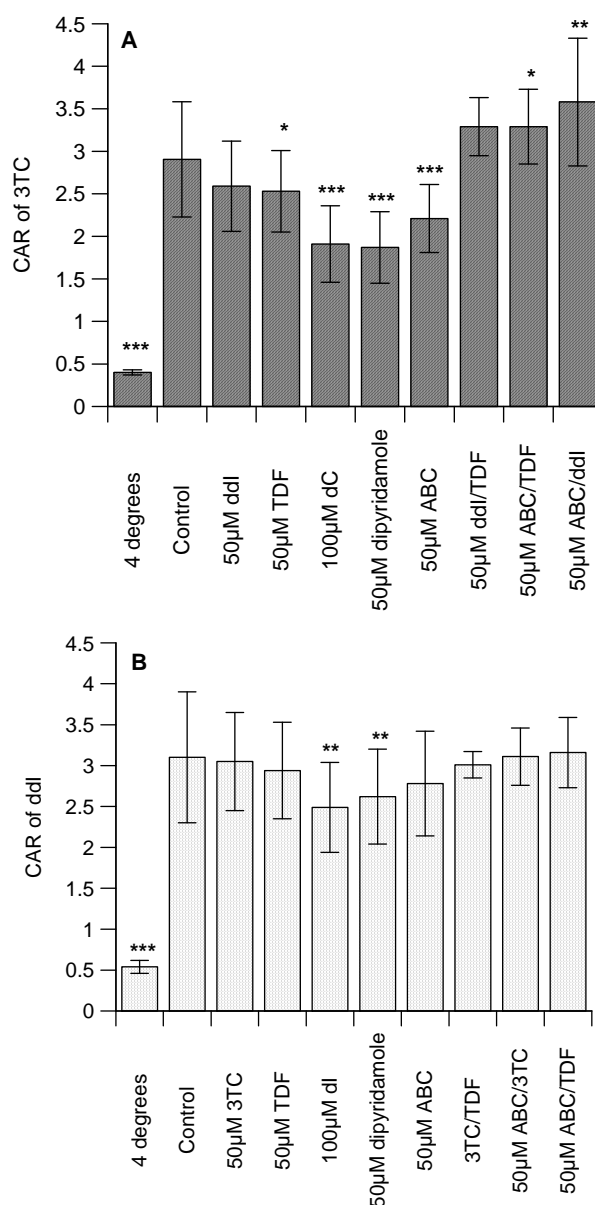 A
CAR of 3TC
4.5
4
3.5
3
2.5
2
1.5
1
0.5
0
***
*
***
***
***
*
**
4 degrees
Control
50µM ddI
50µM TDF
100µM dC
50µM dipyridamole
50µM ABC
50µM ddI/TDF
50µM ABC/TDF
50µM ABC/ddI
B
CAR of ddI
4.5
4
3.5
3
2.5
2
1.5
1
0.5
0
***
**
**
4 degrees
Control
50µM 3TC
50µM TDF
100µM dI
50µM dipyridamole
50µM ABC
3TC/TDF
50µM ABC/3TC
50µM ABC/TDF